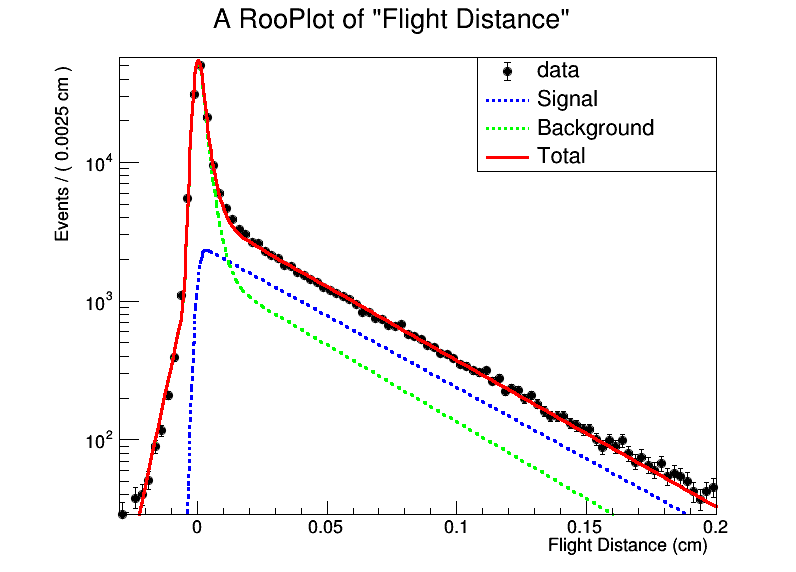 A RooPlot of "Flight Distance"
Events / ( 0.0025 cm )
data
Signal
Background
Total
10⁴
10³
10²
0
0.05
0.1
0.15
0.2
Flight Distance (cm)